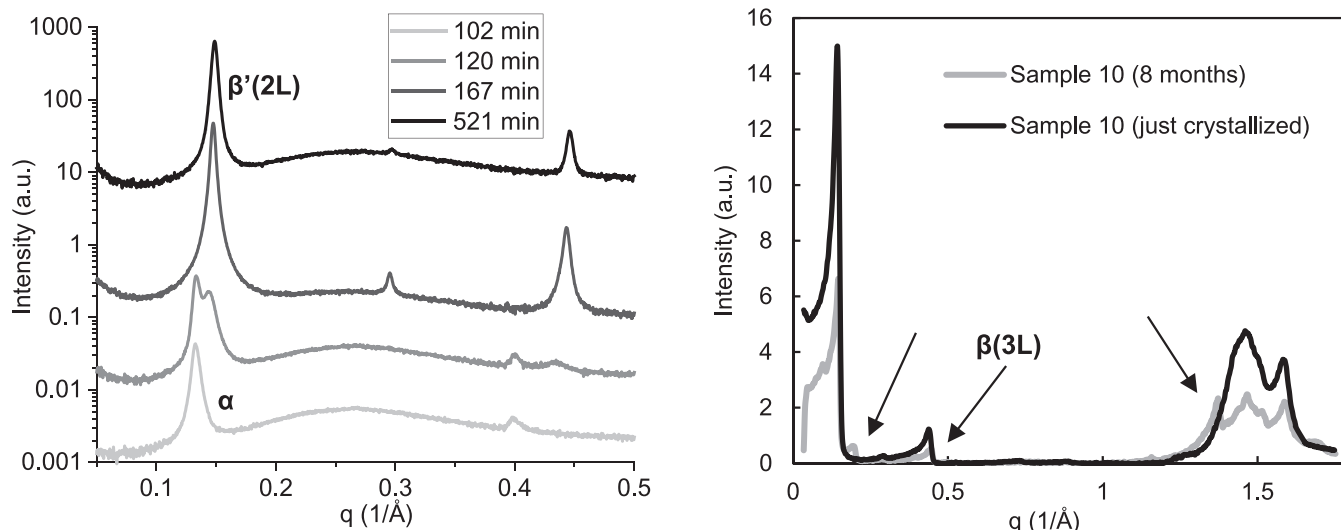 1000
100
10
1
0.1
0.01
0.001
Intensity (a.u.)
0.1
0.2
0.3
0.4
0.5
q (1/Å)
102 min
120 min
167 min
521 min
β’(2L)
α
16
14
12
10
8
6
4
2
0
Intensity (a.u.)
0
0.5
1
1.5
q (1/Å)
Sample 10 (8 months)
Sample 10 (just crystallized)
β(3L)